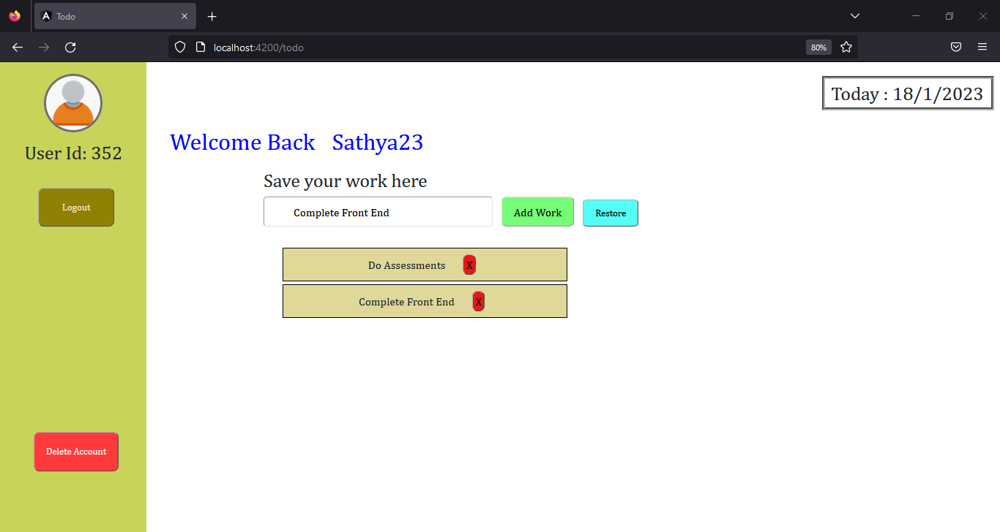 Todo
localhost:4200/todo
80%
Today : 18/1/2023
User Id: 352
Logout
Delete Account
Welcome Back Sathya23
Save your work here
Complete Front End
Add Work
Restore
Do Assessments X
Complete Front End X